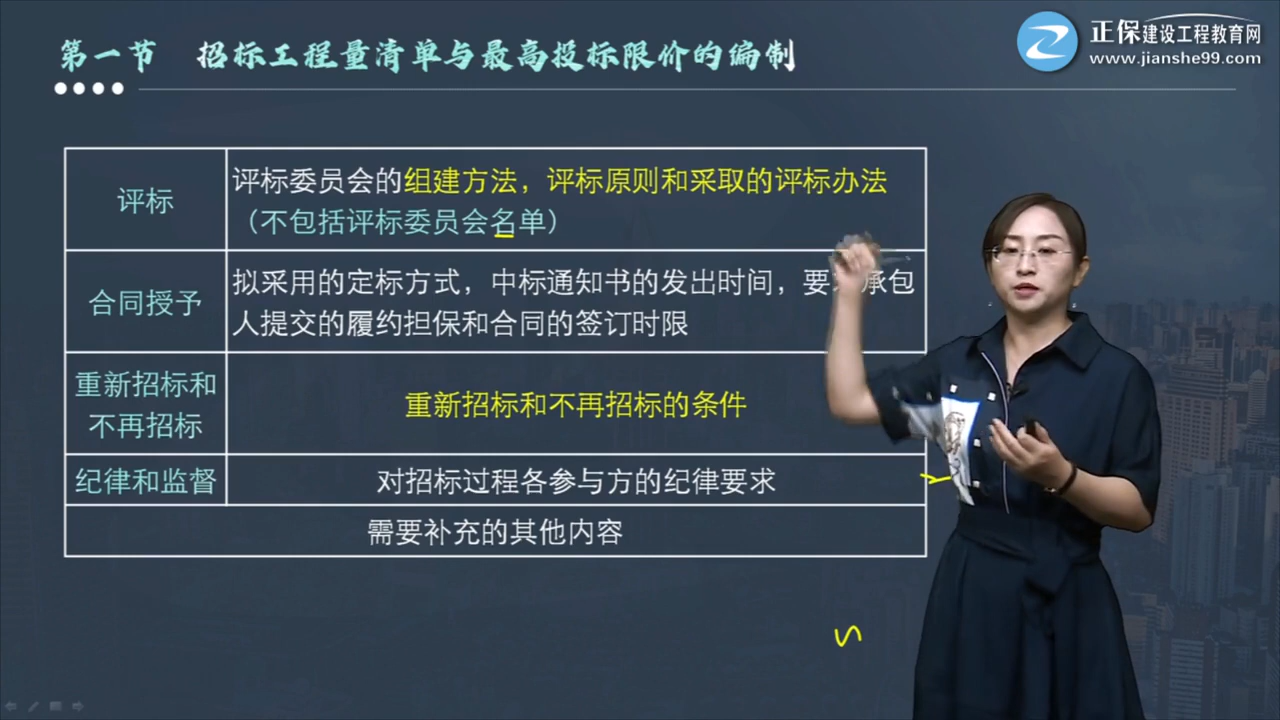 第一节 招标工程量清单与最高投标限价的编制
正保建设工程教育网
www.jianshe99.com
评标
评标委员会的组建方法，评标原则和采取的评标办法
（不包括评标委员会名单）
合同授予
拟采用的定标方式，中标通知书的发出时间，要 承包
人提交的履约担保和合同的签订时限
重新招标和
不再招标
重新招标和不再招标的条件
纪律和监督
对招标过程各参与方的纪律要求
需要补充的其他内容